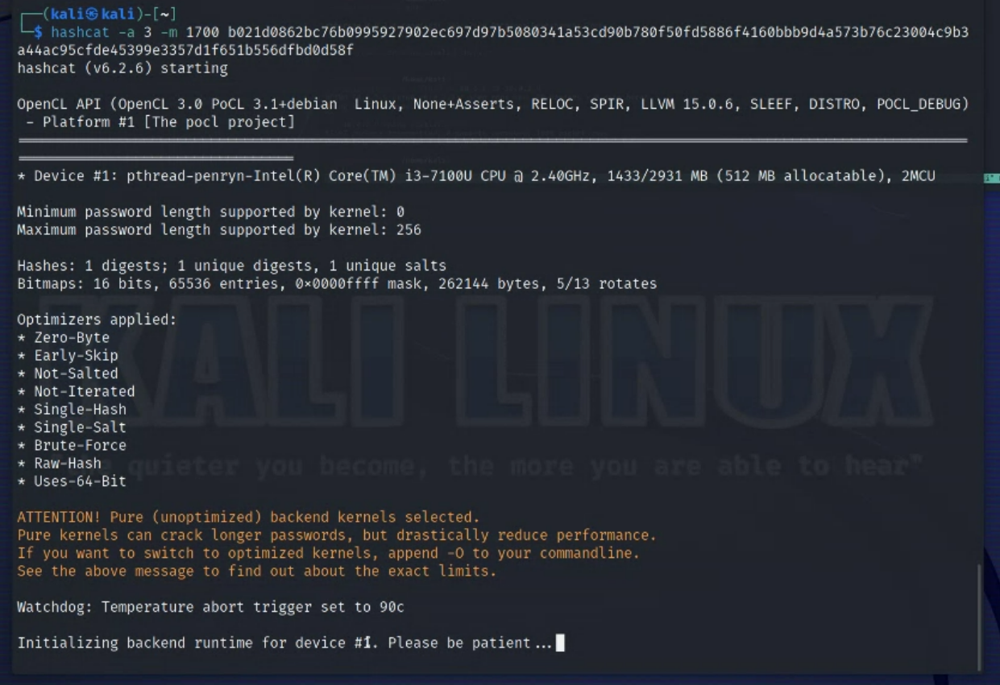 ┌──(kali㉿kali)-[~]
└─$ hashcat -a 3 -m 1700 b021d0862bc76b0995927902ec697d97b5080341a53cd90b780f50fd5886f4160bbb9d4a573b76c23004c9b3
a44ac95cfde45399e3357d1f651b556dfbd0d58f
hashcat (v6.2.6) starting

OpenCL API (OpenCL 3.0 PoCL 3.1+debian  Linux, None+Asserts, RELOC, SPIR, LLVM 15.0.6, SLEEF, DISTRO, POCL_DEBUG)
 - Platform #1 [The pocl project]
* Device #1: pthread-penryn-Intel(R) Core(TM) i3-7100U CPU @ 2.40GHz, 1433/2931 MB (512 MB allocatable), 2MCU

Minimum password length supported by kernel: 0
Maximum password length supported by kernel: 256

Hashes: 1 digests; 1 unique digests, 1 unique salts
Bitmaps: 16 bits, 65536 entries, 0×0000ffff mask, 262144 bytes, 5/13 rotates

Optimizers applied:
* Zero-Byte
* Early-Skip
* Not-Salted
* Not-Iterated
* Single-Hash
* Single-Salt
* Brute-Force
* Raw-Hash
* Uses-64-Bit

ATTENTION! Pure (unoptimized) backend kernels selected.
Pure kernels can crack longer passwords, but drastically reduce performance.
If you want to switch to optimized kernels, append -O to your commandline.
See the above message to find out about the exact limits.

Watchdog: Temperature abort trigger set to 90c

Initializing backend runtime for device #1. Please be patient...
KALI LINUX
quieter you become, the more you are able to hear"